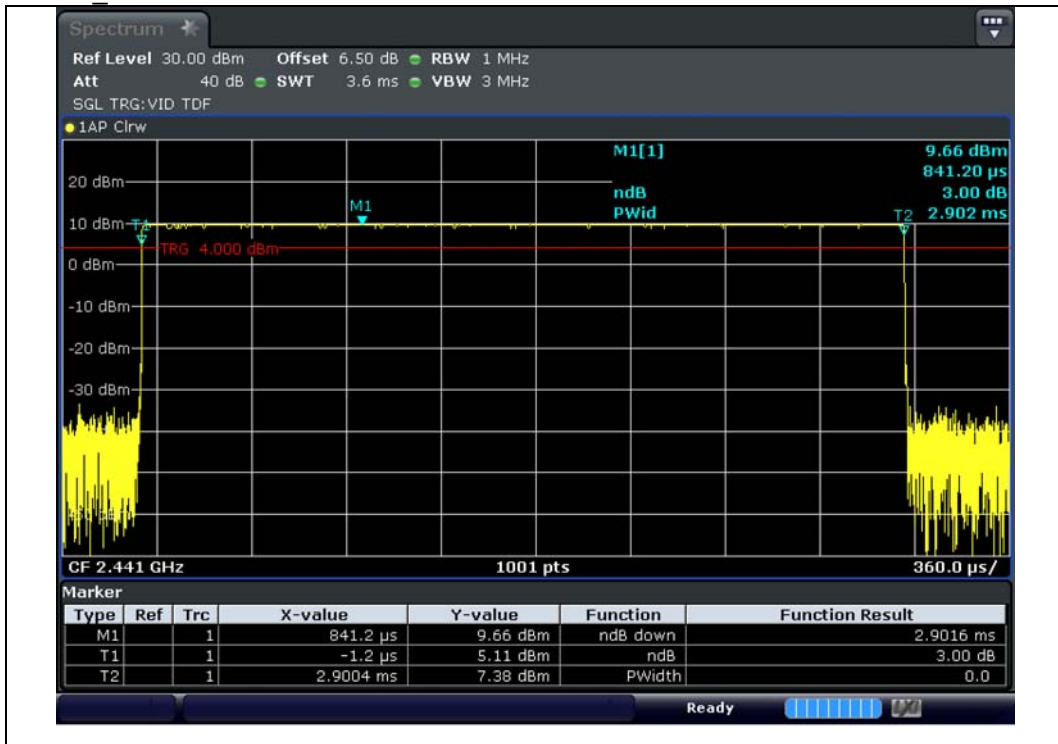 Spectrum
Ref Level 30.00 dBm Offset 6.50 dB RBW 1 MHz
Att 40 dB SWT 3.6 ms VBW 3 MHz
SGL TRG:VID TDF
1AP Clrw
M1[1] 9.66 dBm
841.20 µs
20 dBm
ndB 3.00 dB
M1
PWid 2.902 ms
10 dBm
T1
T2
TRG 4.000 dBm
0 dBm
-10 dBm
-20 dBm
-30 dBm
CF 2.441 GHz 1001 pts 360.0 µs/
Marker
Type Ref Trc X-value Y-value Function Function Result
M1 1 841.2 µs 9.66 dBm ndB down 2.9016 ms
T1 1 -1.2 µs 5.11 dBm ndB 3.00 dB
T2 1 2.9004 ms 7.38 dBm PWidth 0.0
Ready